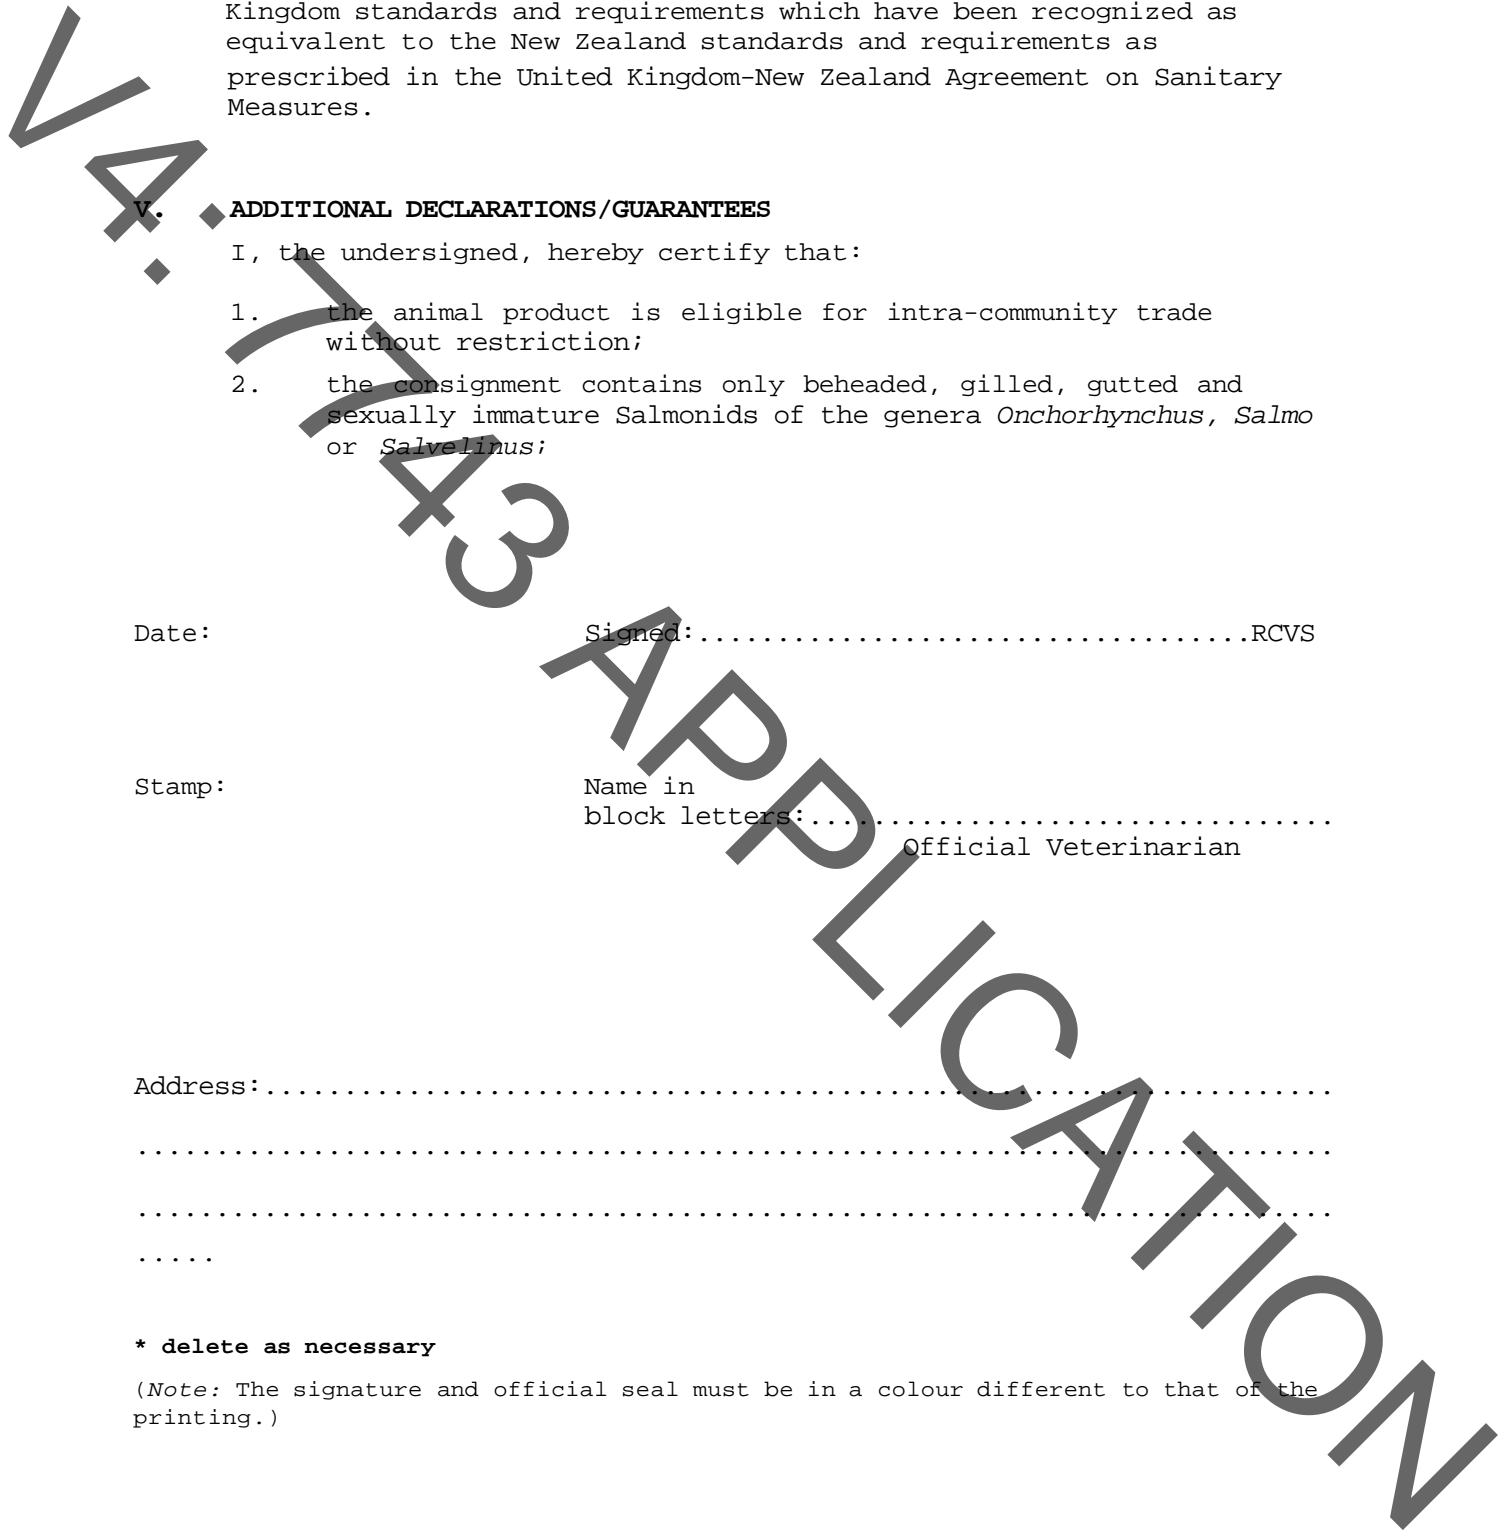 Kingdom standards and requirements which have been recognized as
equivalent to the New Zealand standards and requirements as
prescribed in the United Kingdom-New Zealand Agreement on Sanitary
Measures.
V. ADDITIONAL DECLARATIONS/GUARANTEES
I, the undersigned, hereby certify that:
1. the animal product is eligible for intra-community trade
without restriction;
2. the consignment contains only beheaded, gilled, gutted and
sexually immature Salmonids of the genera Onchorhynchus, Salmo
or Salvelinus;
Date: Signed:...................................RCVS
Stamp: Name in
block letters:.................................
Official Veterinarian
Address:...................................................................
...........................................................................
...........................................................................
.....
* delete as necessary
(Note: The signature and official seal must be in a colour different to that of the
printing.)
V4: 7743 APPLICATION